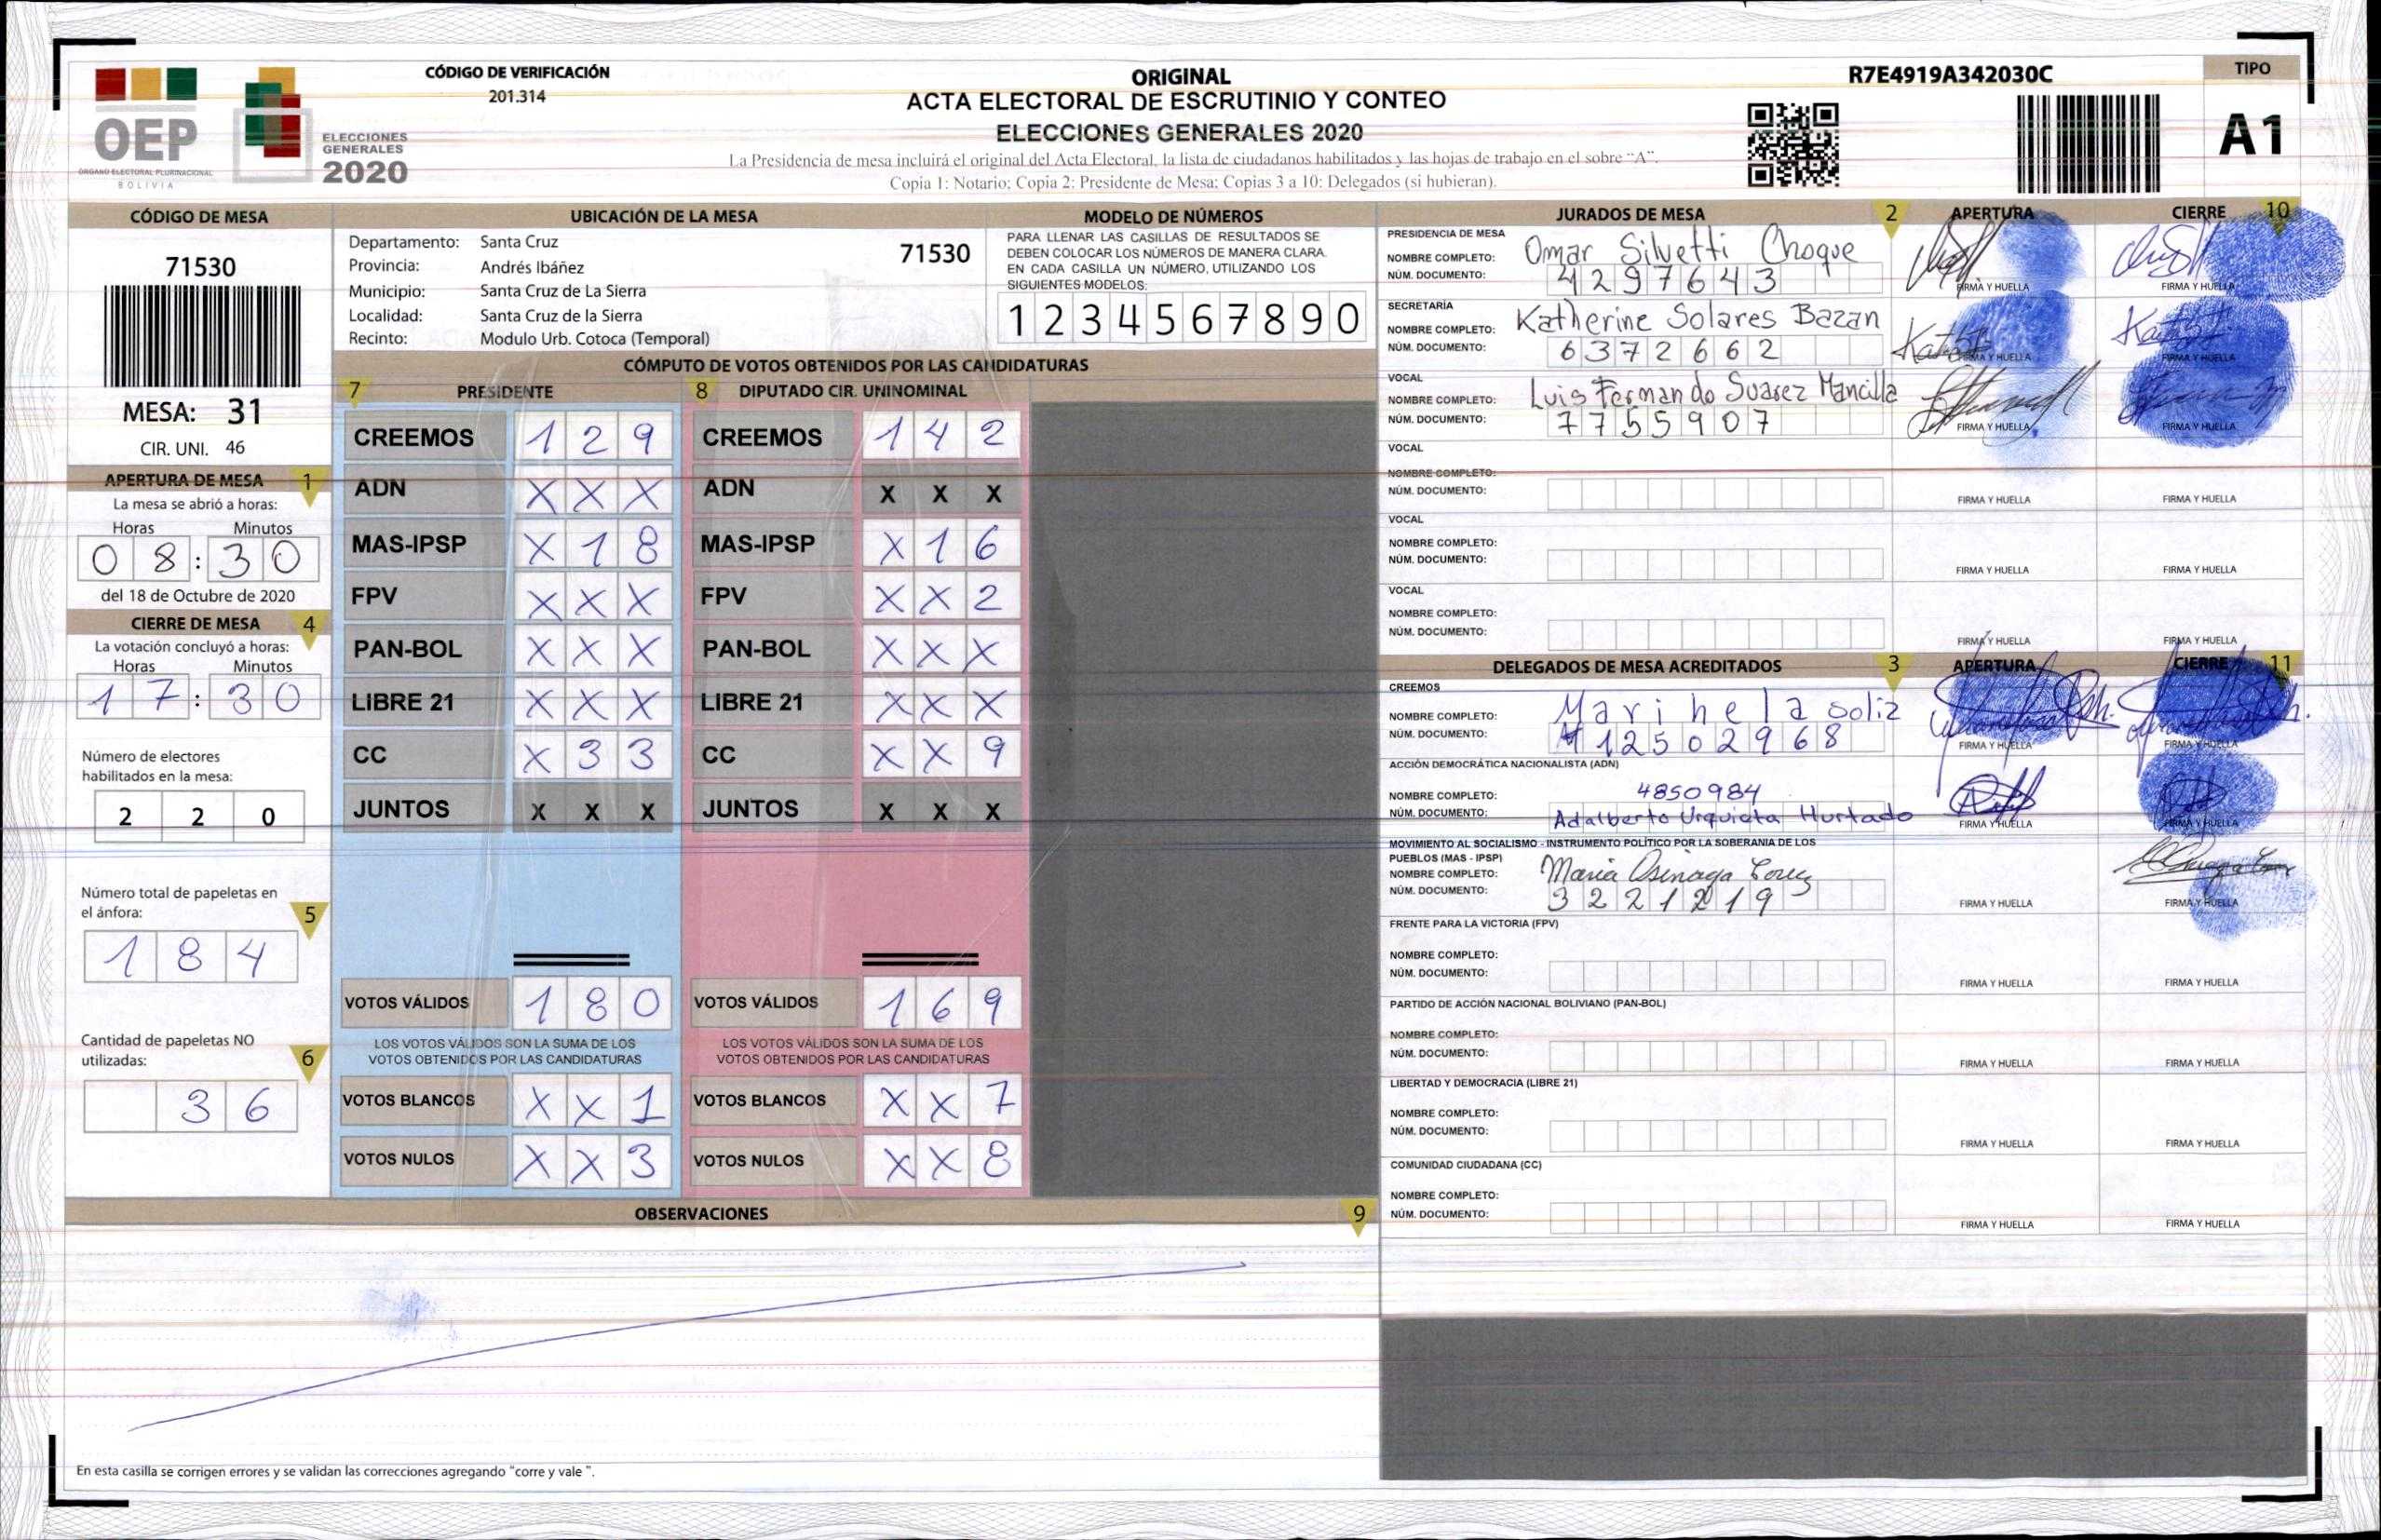 CÓDIGO DE VERIFICACIÓN
201.314
ORIGINAL
ACTA ELECTORAL DE ESCRUTINIO Y CONTEO
ELECCIONES GENERALES 2020
La Presidencia de mesa incluirá el original del Acta Electoral, la lista de ciudadanos habilitados y las hojas de trabajo en el sobre "A".
Copia 1: Notario; Copia 2: Presidente de Mesa; Copias 3 a 10: Delegados (si hubieran).
R7E4919A342030C
TIPO
A1
OEP
ÓRGANO ELECTORAL PLURINACIONAL
BOLIVIA
ELECCIONES
GENERALES
2020
CÓDIGO DE MESA
71530
MESA: 31
CIR. UNI. 46
APERTURA DE MESA 1
La mesa se abrió a horas:
Horas Minutos
08:30
del 18 de Octubre de 2020
CIERRE DE MESA 4
La votación concluyó a horas:
Horas Minutos
17:30
Número de electores
habilitados en la mesa:
2 2 0
Número total de papeletas en
el ánfora: 5
1 8 4
Cantidad de papeletas NO
utilizadas: 6
3 6
UBICACIÓN DE LA MESA
Departamento: Santa Cruz 71530
Provincia: Andrés Ibáñez
Municipio: Santa Cruz de La Sierra
Localidad: Santa Cruz de la Sierra
Recinto: Modulo Urb. Cotoca (Temporal)
MODELO DE NÚMEROS
PARA LLENAR LAS CASILLAS DE RESULTADOS SE
DEBEN COLOCAR LOS NÚMEROS DE MANERA CLARA.
EN CADA CASILLA UN NÚMERO, UTILIZANDO LOS
SIGUIENTES MODELOS:
1 2 3 4 5 6 7 8 9 0
CÓMPUTO DE VOTOS OBTENIDOS POR LAS CANDIDATURAS
7 PRESIDENTE 8 DIPUTADO CIR. UNINOMINAL
CREEMOS 1 2 9 CREEMOS 1 4 2
ADN X X X ADN X X X
MAS-IPSP X 1 8 MAS-IPSP X 1 6
FPV X X X FPV X X 2
PAN-BOL X X X PAN-BOL X X X
LIBRE 21 X X X LIBRE 21 X X X
CC X 3 3 CC X X 9
JUNTOS X X X JUNTOS X X X
VOTOS VÁLIDOS 1 8 0 VOTOS VÁLIDOS 1 6 9
LOS VOTOS VÁLIDOS SON LA SUMA DE LOS LOS VOTOS VÁLIDOS SON LA SUMA DE LOS
VOTOS OBTENIDOS POR LAS CANDIDATURAS VOTOS OBTENIDOS POR LAS CANDIDATURAS
VOTOS BLANCOS X X 1 VOTOS BLANCOS X X 7
VOTOS NULOS X X 3 VOTOS NULOS X X 8
OBSERVACIONES 9
En esta casilla se corrigen errores y se validan las correcciones agregando "corre y vale ".
JURADOS DE MESA 2 APERTURA CIERRE 10
PRESIDENCIA DE MESA
NOMBRE COMPLETO: Omar Silvetti Choque
NÚM. DOCUMENTO: 4297643
FIRMA Y HUELLA FIRMA Y HUELLA
SECRETARÍA
NOMBRE COMPLETO: Katherine Solares Bazan
NÚM. DOCUMENTO: 6372662
FIRMA Y HUELLA FIRMA Y HUELLA
VOCAL
NOMBRE COMPLETO: Luis Fernando Suarez Mancilla
NÚM. DOCUMENTO: 7755907
FIRMA Y HUELLA FIRMA Y HUELLA
VOCAL
NOMBRE COMPLETO:
NÚM. DOCUMENTO:
FIRMA Y HUELLA FIRMA Y HUELLA
VOCAL
NOMBRE COMPLETO:
NÚM. DOCUMENTO:
FIRMA Y HUELLA FIRMA Y HUELLA
VOCAL
NOMBRE COMPLETO:
NÚM. DOCUMENTO:
FIRMA Y HUELLA FIRMA Y HUELLA
DELEGADOS DE MESA ACREDITADOS 3 APERTURA CIERRE 11
CREEMOS
NOMBRE COMPLETO: Marihela soliz
NÚM. DOCUMENTO: 12502968
FIRMA Y HUELLA FIRMA Y HUELLA
ACCIÓN DEMOCRÁTICA NACIONALISTA (ADN)
NOMBRE COMPLETO: 4850984
NÚM. DOCUMENTO: Adalberto Urquieta Hurtado
FIRMA Y HUELLA FIRMA Y HUELLA
MOVIMIENTO AL SOCIALISMO - INSTRUMENTO POLÍTICO POR LA SOBERANIA DE LOS
PUEBLOS (MAS - IPSP)
NOMBRE COMPLETO: Maria Osinaga
NÚM. DOCUMENTO:
FIRMA Y HUELLA FIRMA Y HUELLA
FRENTE PARA LA VICTORIA (FPV)
NOMBRE COMPLETO:
NÚM. DOCUMENTO:
FIRMA Y HUELLA FIRMA Y HUELLA
PARTIDO DE ACCIÓN NACIONAL BOLIVIANO (PAN-BOL)
NOMBRE COMPLETO:
NÚM. DOCUMENTO:
FIRMA Y HUELLA FIRMA Y HUELLA
LIBERTAD Y DEMOCRACIA (LIBRE 21)
NOMBRE COMPLETO:
NÚM. DOCUMENTO:
FIRMA Y HUELLA FIRMA Y HUELLA
COMUNIDAD CIUDADANA (CC)
NOMBRE COMPLETO:
NÚM. DOCUMENTO:
FIRMA Y HUELLA FIRMA Y HUELLA